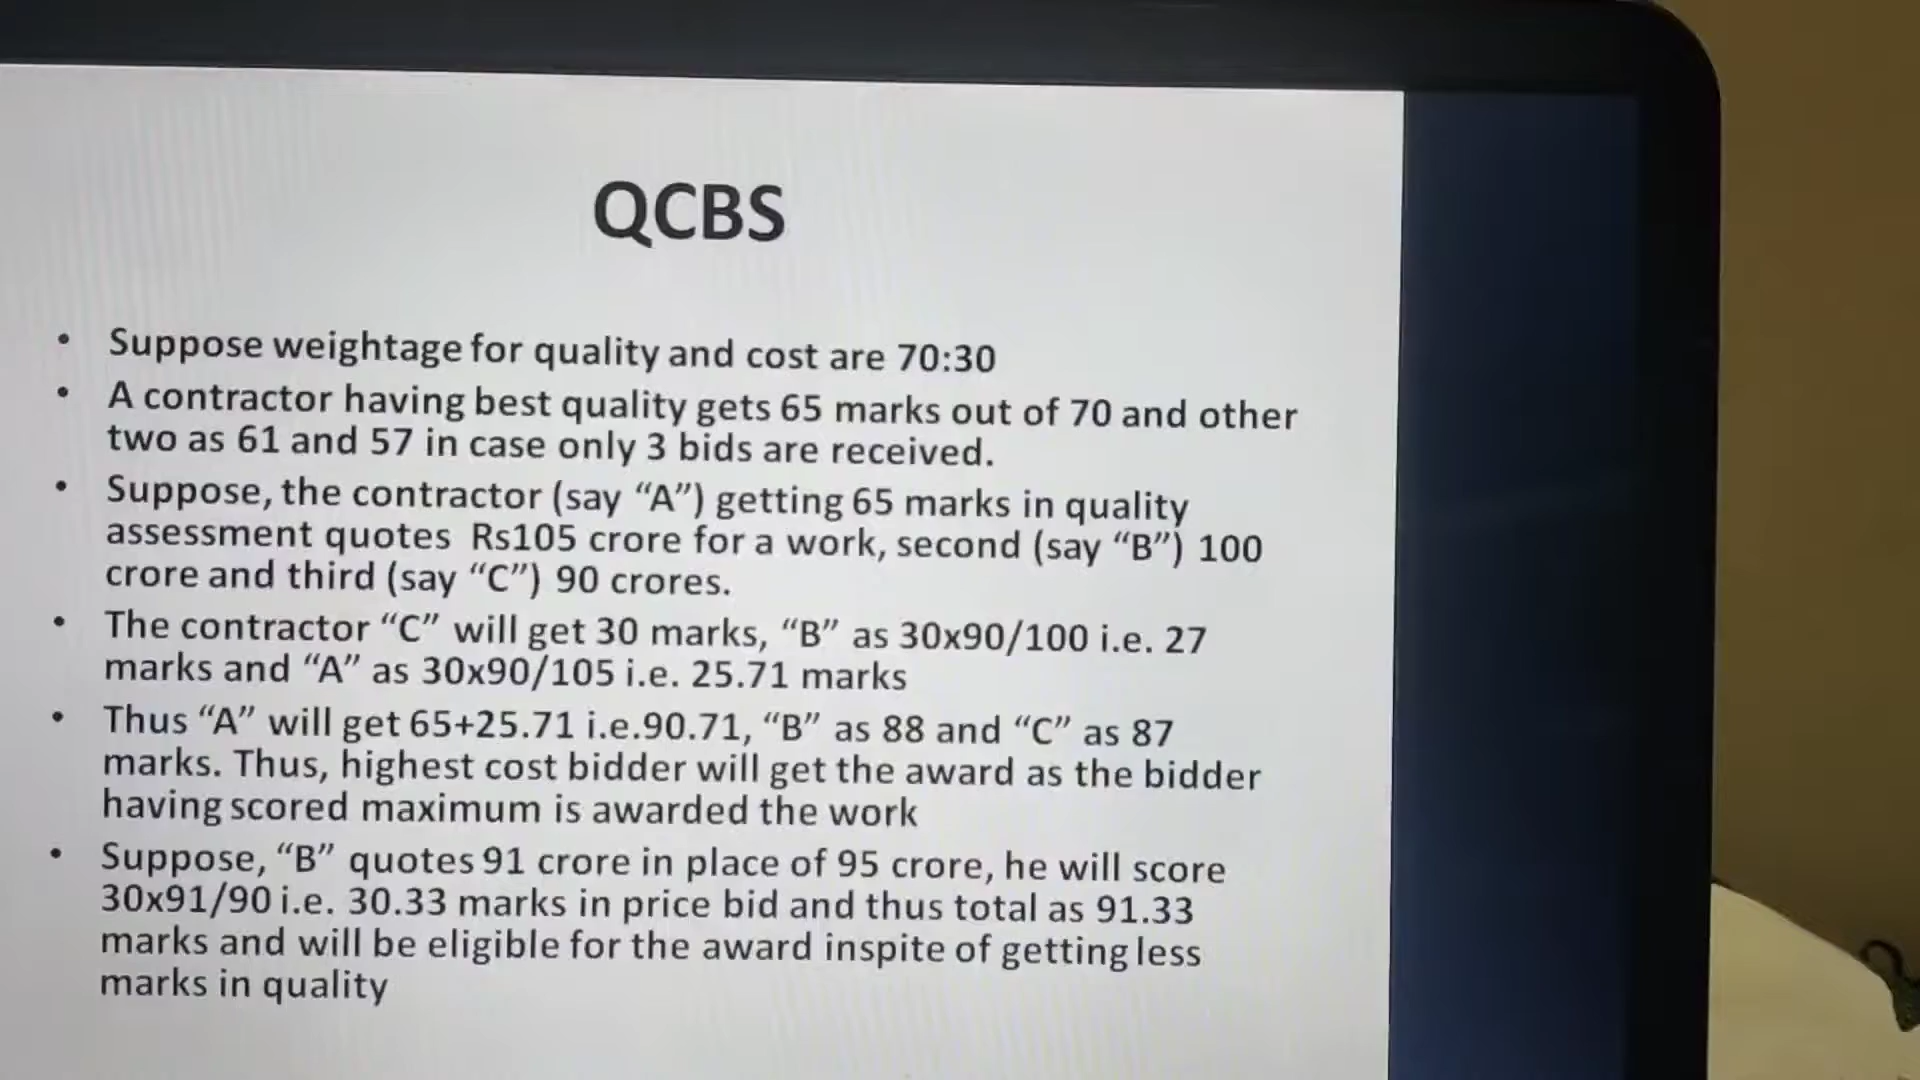 QCBS
• Suppose weightage for quality and cost are 70:30
• A contractor having best quality gets 65 marks out of 70 and other
two as 61 and 57 in case only 3 bids are received.
• Suppose, the contractor (say “A”) getting 65 marks in quality
assessment quotes Rs105 crore for a work, second (say “B”) 100
crore and third (say “C”) 90 crores.
• The contractor “C” will get 30 marks, “B” as 30x90/100 i.e. 27
marks and “A” as 30x90/105 i.e. 25.71 marks
• Thus “A” will get 65+25.71 i.e.90.71, “B” as 88 and “C” as 87
marks. Thus, highest cost bidder will get the award as the bidder
having scored maximum is awarded the work
• Suppose, “B” quotes 91 crore in place of 95 crore, he will score
30x91/90 i.e. 30.33 marks in price bid and thus total as 91.33
marks and will be eligible for the award inspite of getting less
marks in quality